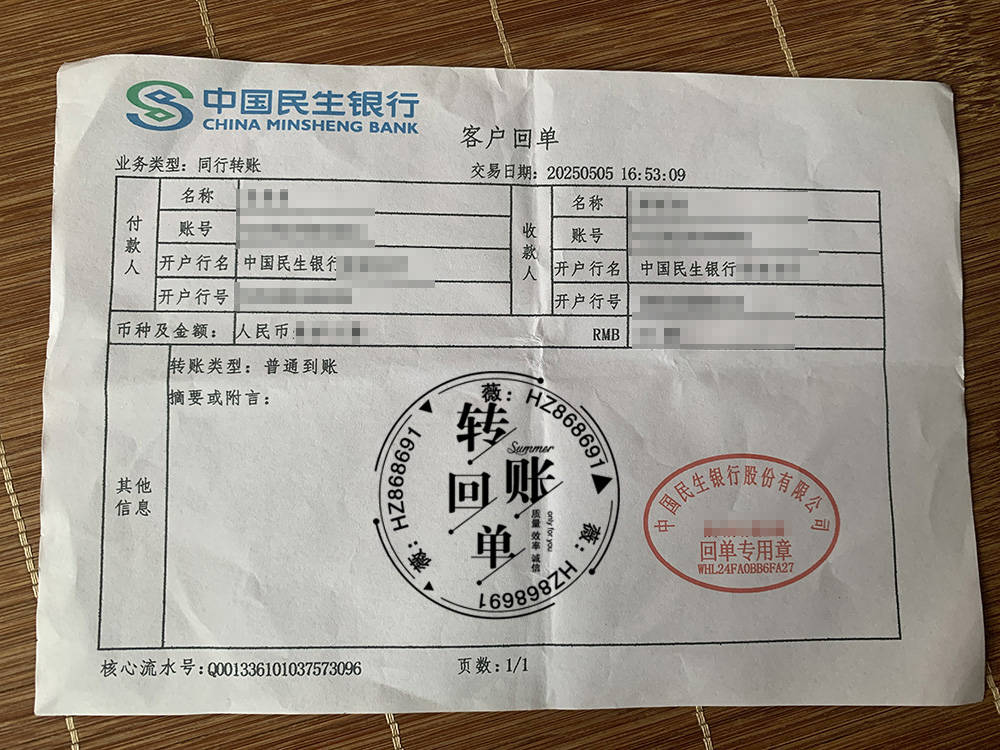 中国民生银行
CHINA MINSHENG BANK
客户回单
业务类型：同行转账 交易日期：20250505 16:53:09
付款人 名称 收款人 名称
账号 账号
开户行名 中国民生银行 开户行名 中国民生银行
开户行号 开户行号
币种及金额：人民币 RMB
其他信息 转账类型：普通到账
摘要或附言：
薇：HZ868691
薇：HZ868691
薇：HZ868691
转账
回单
Summer
only for you
质量 效率 诚信
中国民生银行股份有限公司
回单专用章
WHL24FA0BB6FA27
核心流水号：Q001336101037573096 页数：1/1